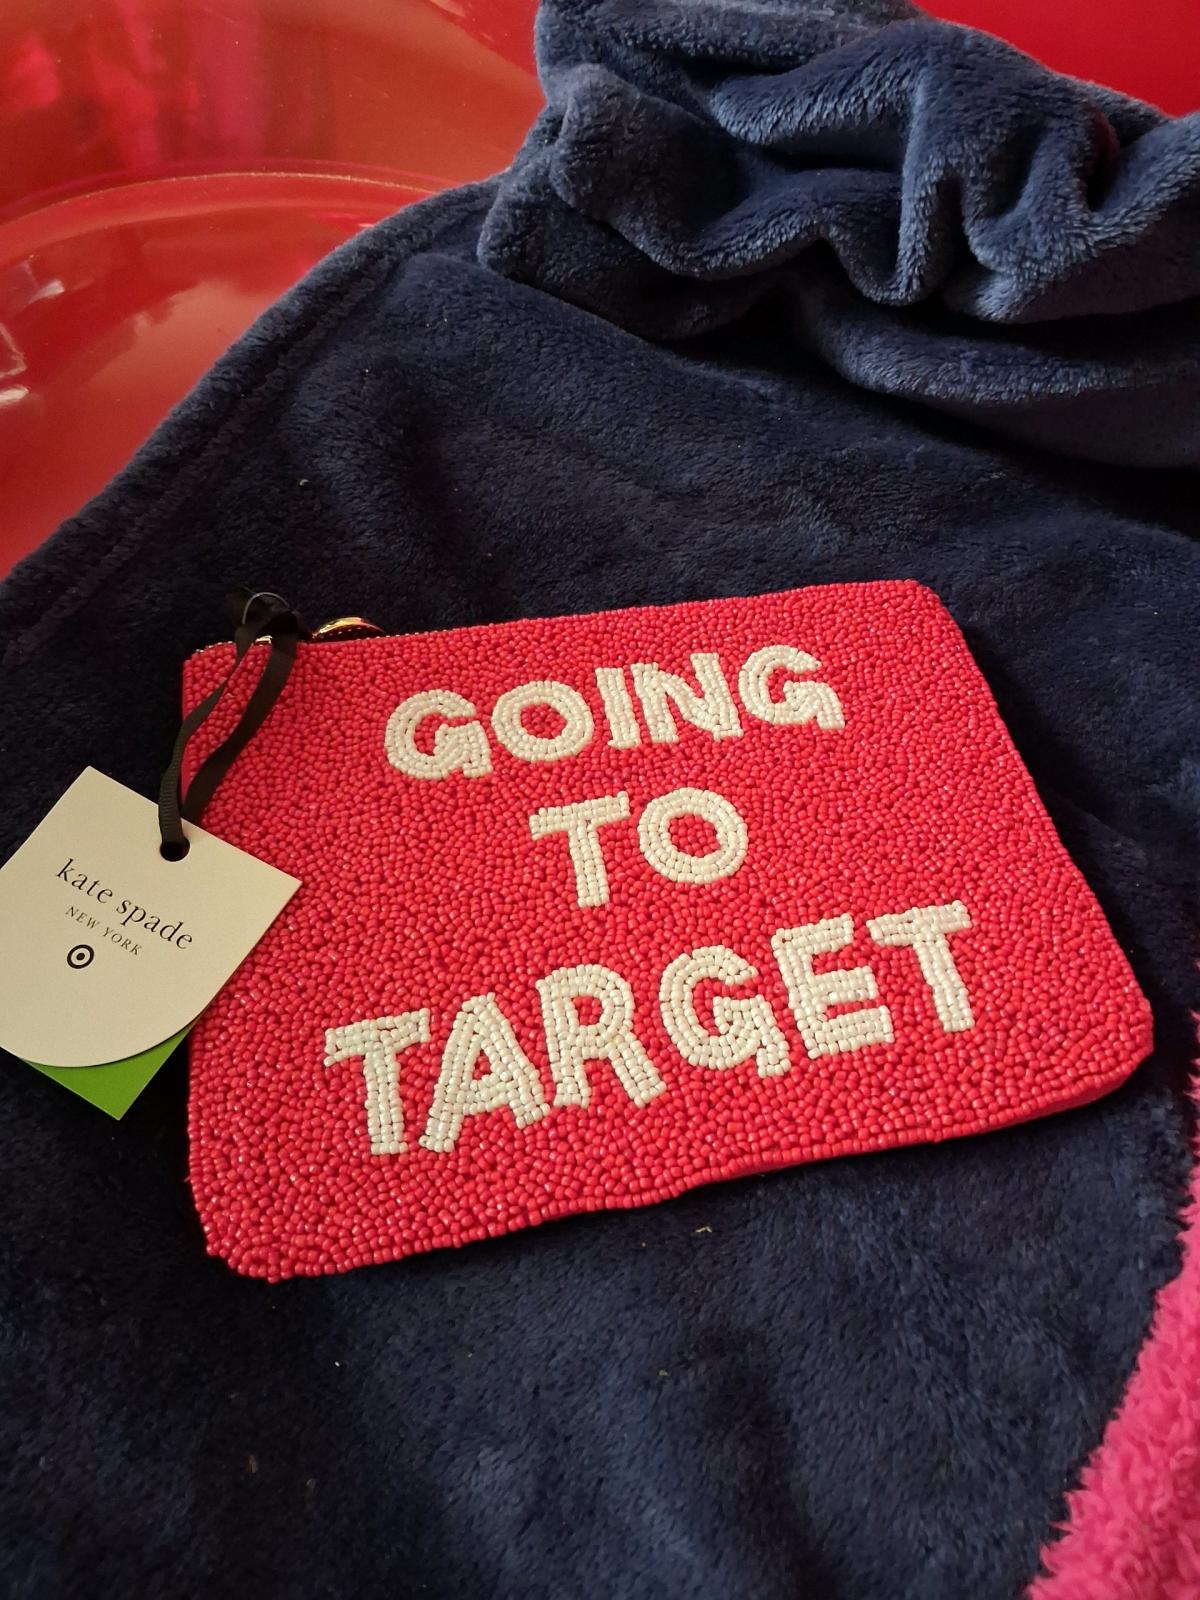 GOING
TO
TARGET
kate spade
NEW YORK